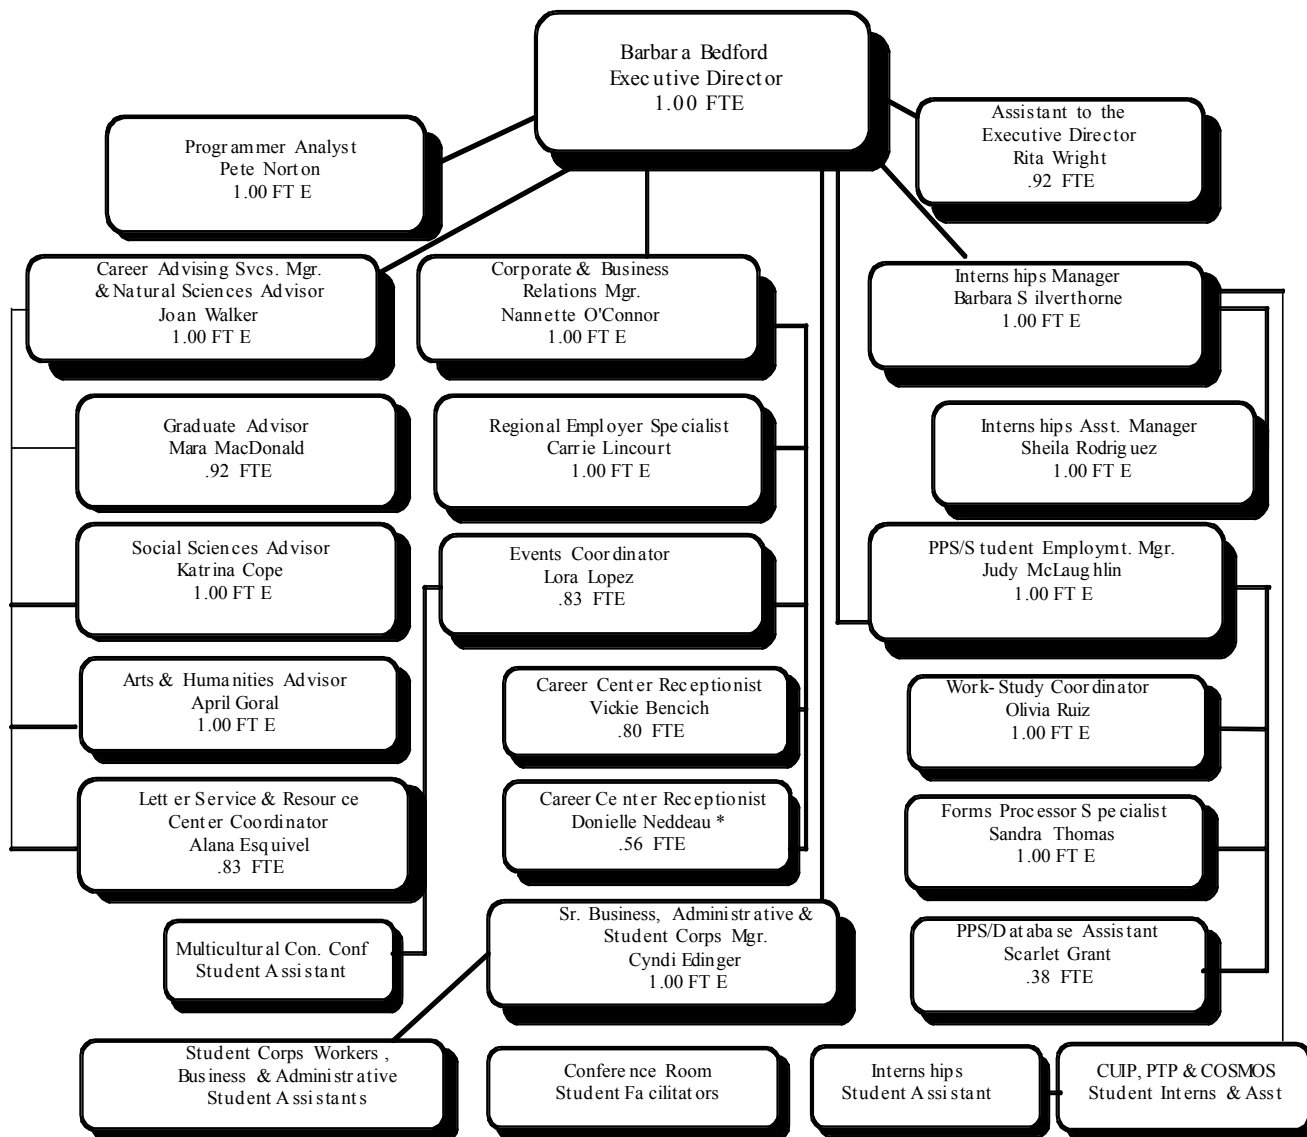 Barbara Bedford
Executive Director
1.00 FTE
Programmer Analyst
Pete Norton
1.00 FTE
Assistant to the
Executive Director
Rita Wright
.92 FTE
Career Advising Svcs. Mgr.
& Natural Sciences Advisor
Joan Walker
1.00 FTE
Corporate & Business
Relations Mgr.
Nannette O'Connor
1.00 FTE
Internships Manager
Barbara Silverthorne
1.00 FTE
Graduate Advisor
Mara MacDonald
.92 FTE
Regional Employer Specialist
Carrie Lincourt
1.00 FTE
Internships Asst. Manager
Sheila Rodriguez
1.00 FTE
Social Sciences Advisor
Katrina Cope
1.00 FTE
Events Coordinator
Lora Lopez
.83 FTE
PPS/Student Employmt. Mgr.
Judy McLaughlin
1.00 FTE
Arts & Humanities Advisor
April Goral
1.00 FTE
Career Center Receptionist
Vickie Bencich
.80 FTE
Work-Study Coordinator
Olivia Ruiz
1.00 FTE
Letter Service & Resource
Center Coordinator
Alana Esquivel
.83 FTE
Career Center Receptionist
Donielle Neddeau *
.56 FTE
Forms Processor Specialist
Sandra Thomas
1.00 FTE
Multicultural Con. Conf
Student Assistant
Sr. Business, Administrative &
Student Corps Mgr.
Cyndi Edinger
1.00 FTE
PPS/Database Assistant
Scarlet Grant
.38 FTE
Student Corps Workers,
Business & Administrative
Student Assistants
Conference Room
Student Facilitators
Internships
Student Assistant
CUIP, PTP & COSMOS
Student Interns & Asst